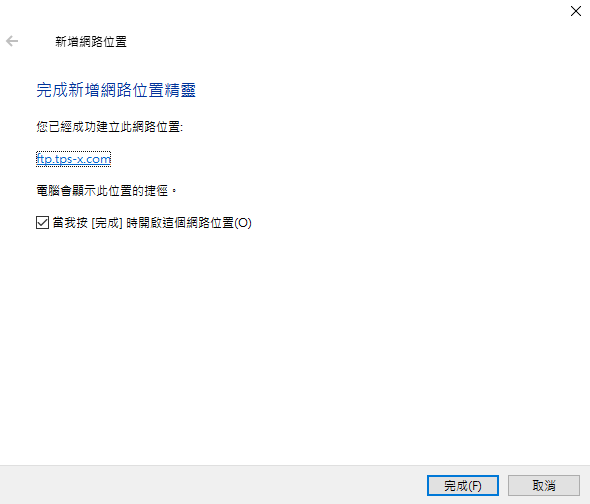 新增網路位置
完成新增網路位置精靈
您已經成功建立此網路位置:
ftp.tps-x.com
電腦會顯示此位置的捷徑。
當我按 [完成] 時開啟這個網路位置(O)
完成(F)
取消